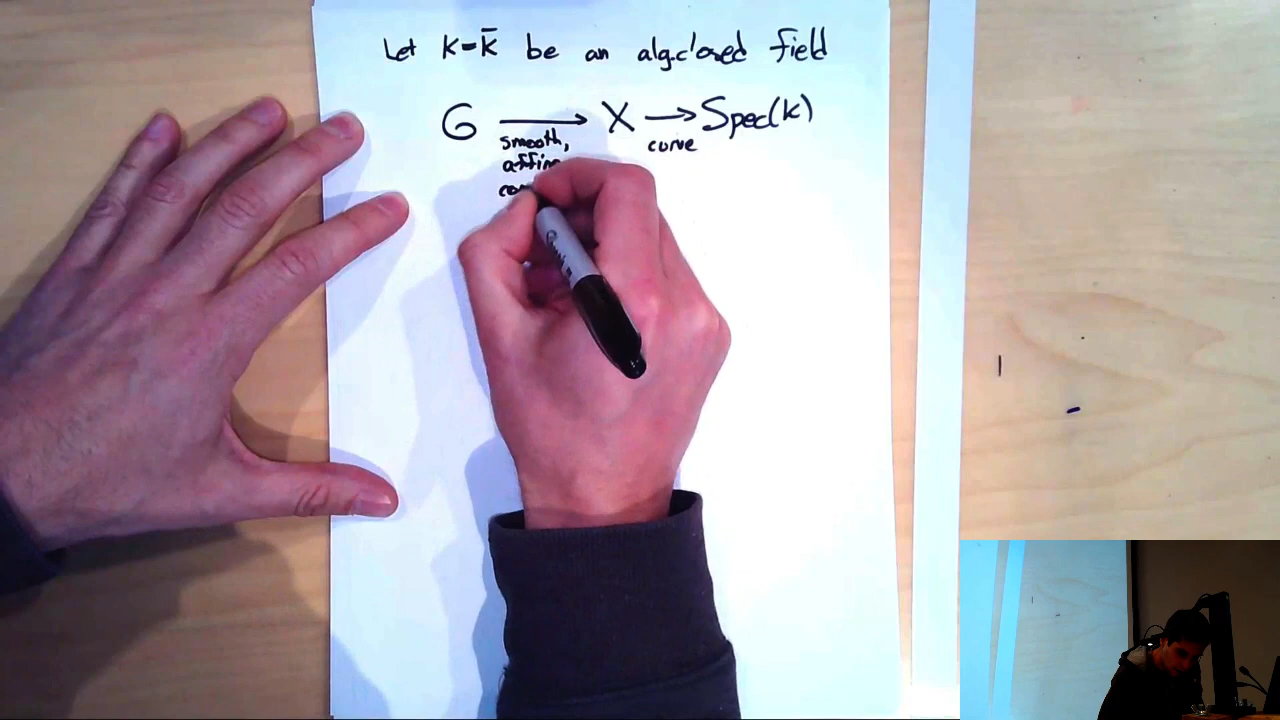 Let k=k̄ be an alg.closed field
G ⟶ X ⟶ Spec(k)
smooth, curve